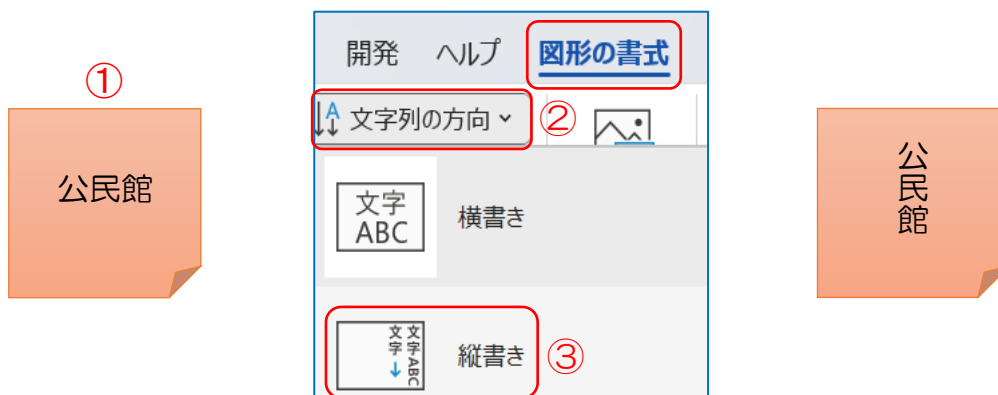 ①
公民館
開発 ヘルプ 図形の書式
A 文字列の方向 ②
文字
ABC
横書き
文字ABC
文字
縦書き ③
公民館